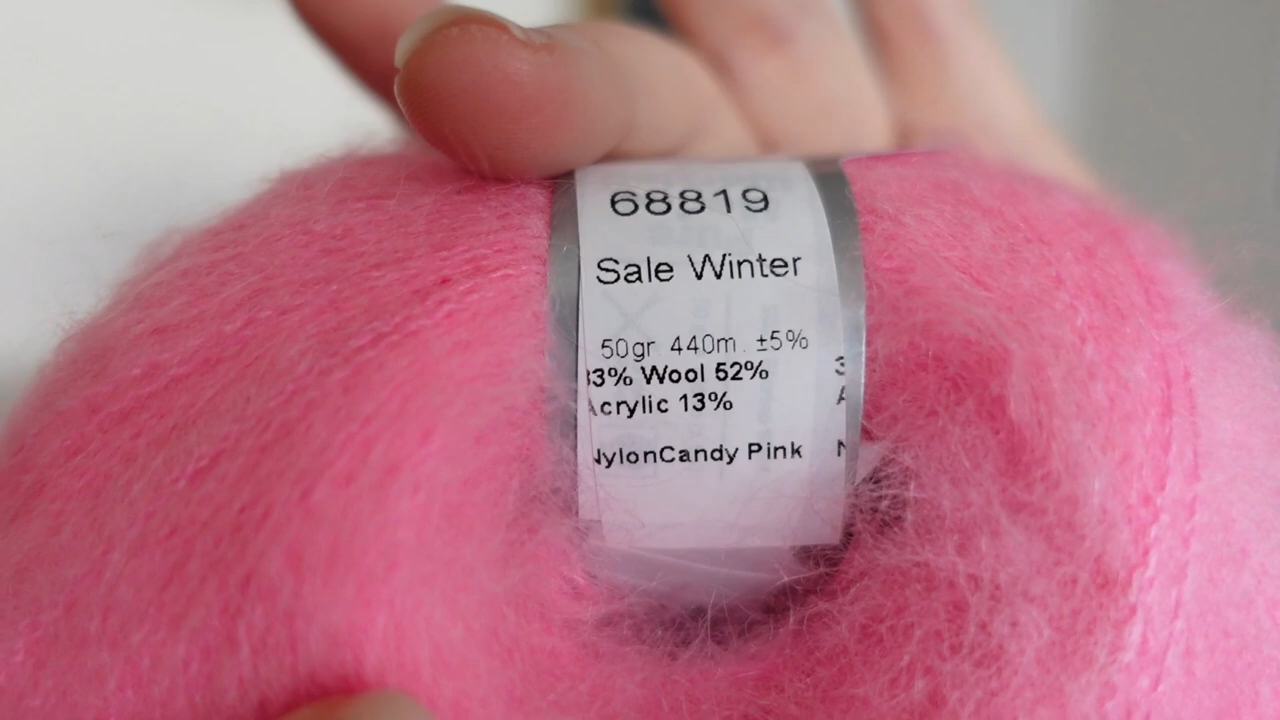 68819
Sale Winter
50gr. 440m. ±5%
3% Wool 52%
Acrylic 13%
NylonCandy Pink